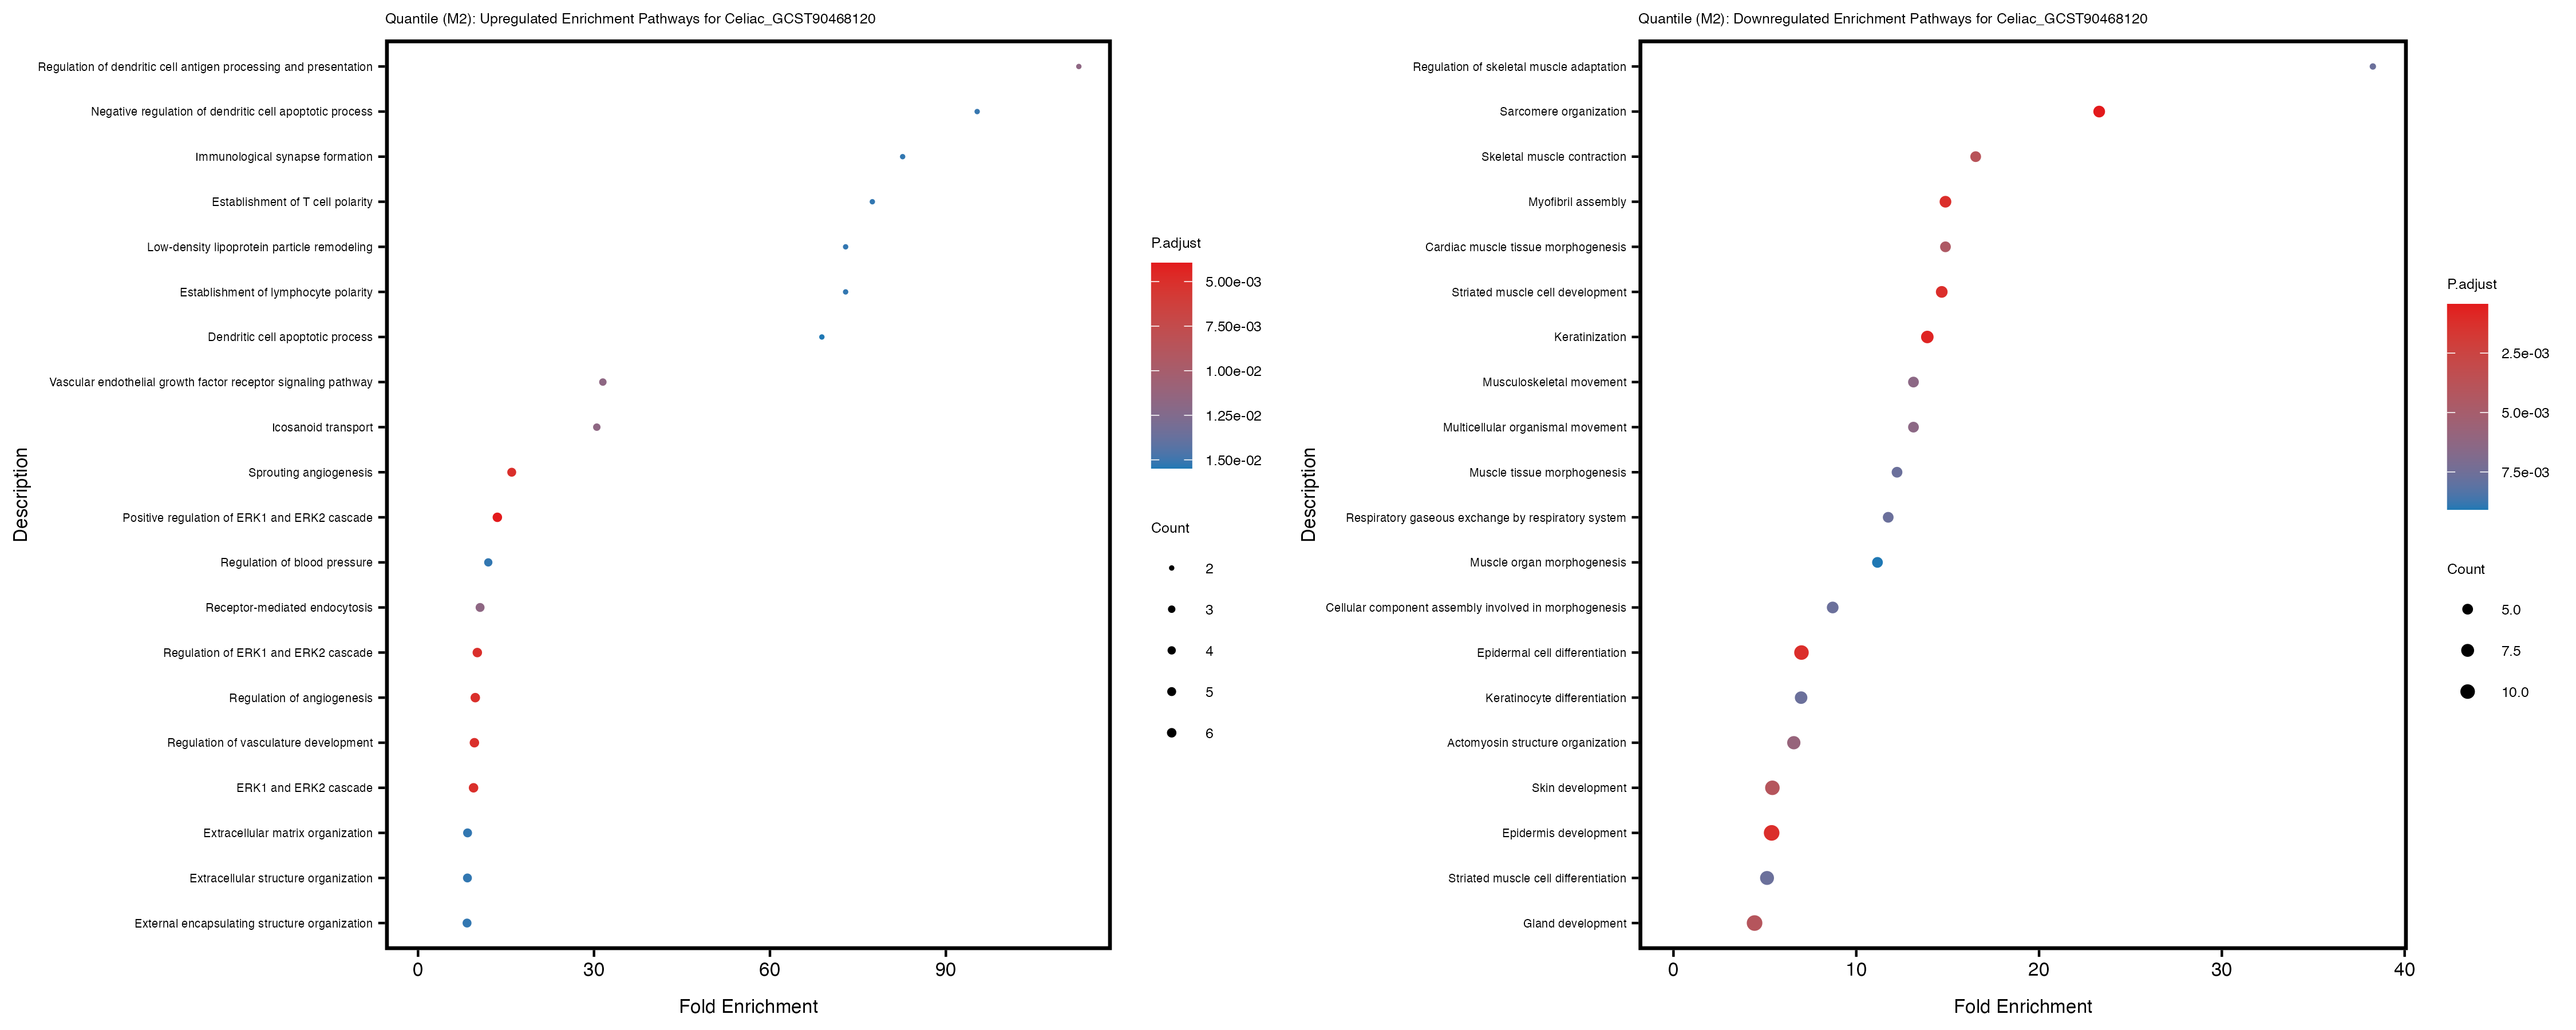 Quantile (M2): Upregulated Enrichment Pathways for Celiac_GCST90468120
Description
Regulation of dendritic cell antigen processing and presentation
Negative regulation of dendritic cell apoptotic process
Immunological synapse formation
Establishment of T cell polarity
Low-density lipoprotein particle remodeling
Establishment of lymphocyte polarity
Dendritic cell apoptotic process
Vascular endothelial growth factor receptor signaling pathway
Icosanoid transport
Sprouting angiogenesis
Positive regulation of ERK1 and ERK2 cascade
Regulation of blood pressure
Receptor-mediated endocytosis
Regulation of ERK1 and ERK2 cascade
Regulation of angiogenesis
Regulation of vasculature development
ERK1 and ERK2 cascade
Extracellular matrix organization
Extracellular structure organization
External encapsulating structure organization
0 30 60 90
Fold Enrichment
P.adjust
5.00e-03
7.50e-03
1.00e-02
1.25e-02
1.50e-02
Count
2
3
4
5
6
Quantile (M2): Downregulated Enrichment Pathways for Celiac_GCST90468120
Description
Regulation of skeletal muscle adaptation
Sarcomere organization
Skeletal muscle contraction
Myofibril assembly
Cardiac muscle tissue morphogenesis
Striated muscle cell development
Keratinization
Musculoskeletal movement
Multicellular organismal movement
Muscle tissue morphogenesis
Respiratory gaseous exchange by respiratory system
Muscle organ morphogenesis
Cellular component assembly involved in morphogenesis
Epidermal cell differentiation
Keratinocyte differentiation
Actomyosin structure organization
Skin development
Epidermis development
Striated muscle cell differentiation
Gland development
0 10 20 30 40
Fold Enrichment
P.adjust
2.5e-03
5.0e-03
7.5e-03
Count
5.0
7.5
10.0